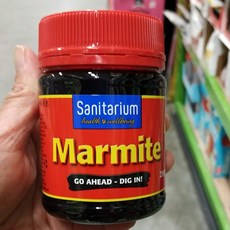 Sanitarium
health & wellbeing
Marmite
GO AHEAD - DIG IN!